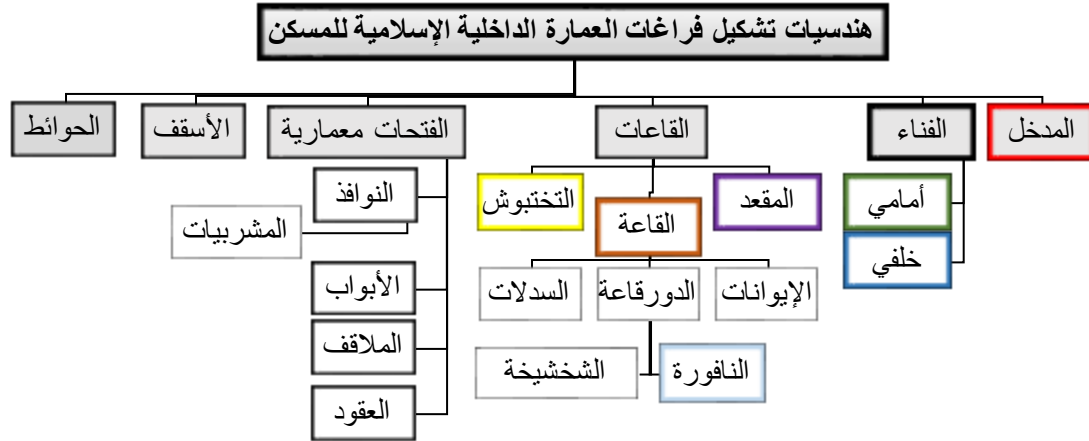 هندسيات تشكيل فراغات العمارة الداخلية الإسلامية للمسكن
المدخل
الفناء
القاعات
الفتحات معمارية
الأسقف
الحوائط
أمامي
خلفي
المقعد
القاعة
التختبوش
الإيوانات
الدورقاعة
السدلات
النافورة
الشخشيخة
النوافذ
المشربيات
الأبواب
الملاقف
العقود